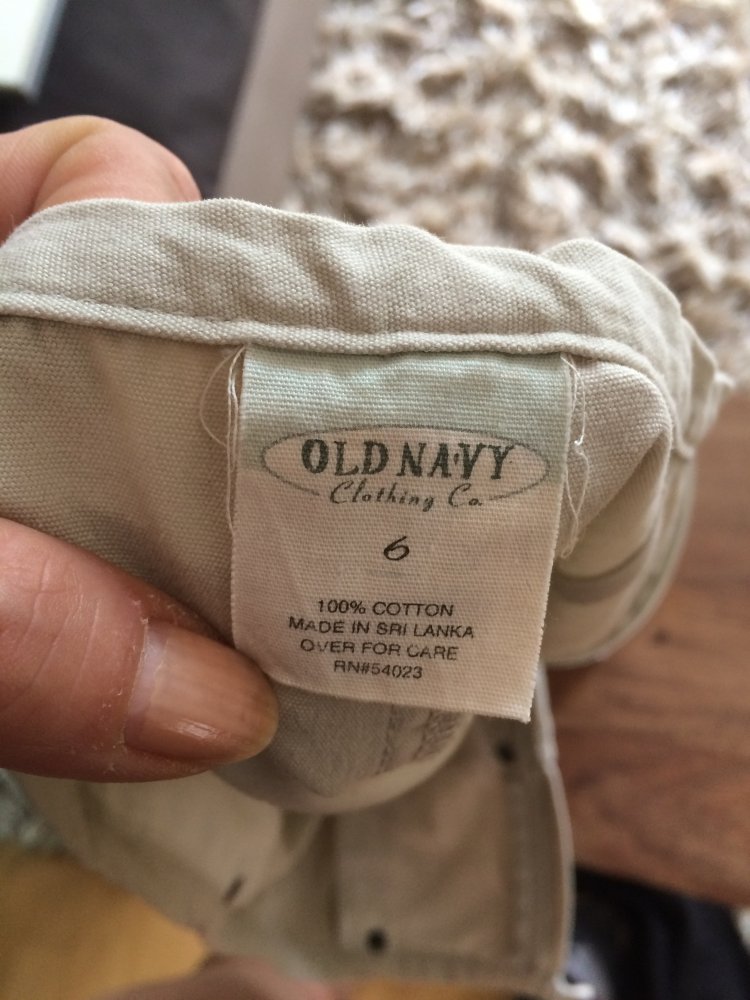 OLD NAVY
Clothing Co.
6
100% COTTON
MADE IN SRI LANKA
OVER FOR CARE
RN#54023